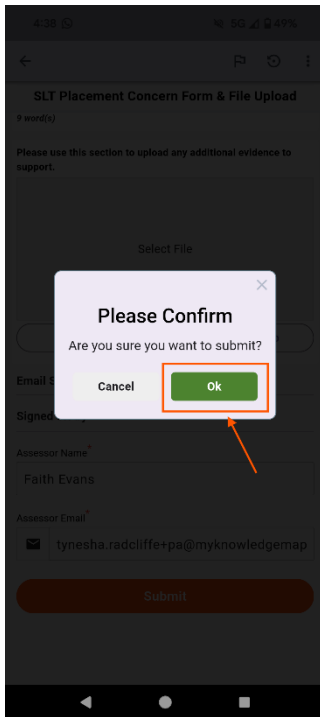 4:38 5G 49%
SLT Placement Concern Form & File Upload
9 word(s)
Please use this section to upload any additional evidence to
support.
Select File
Please Confirm
Are you sure you want to submit?
Cancel Ok
Email S
Signed
Assessor Name*
Faith Evans
Assessor Email*
tynesha.radcliffe+pa@myknowledgemap
Submit